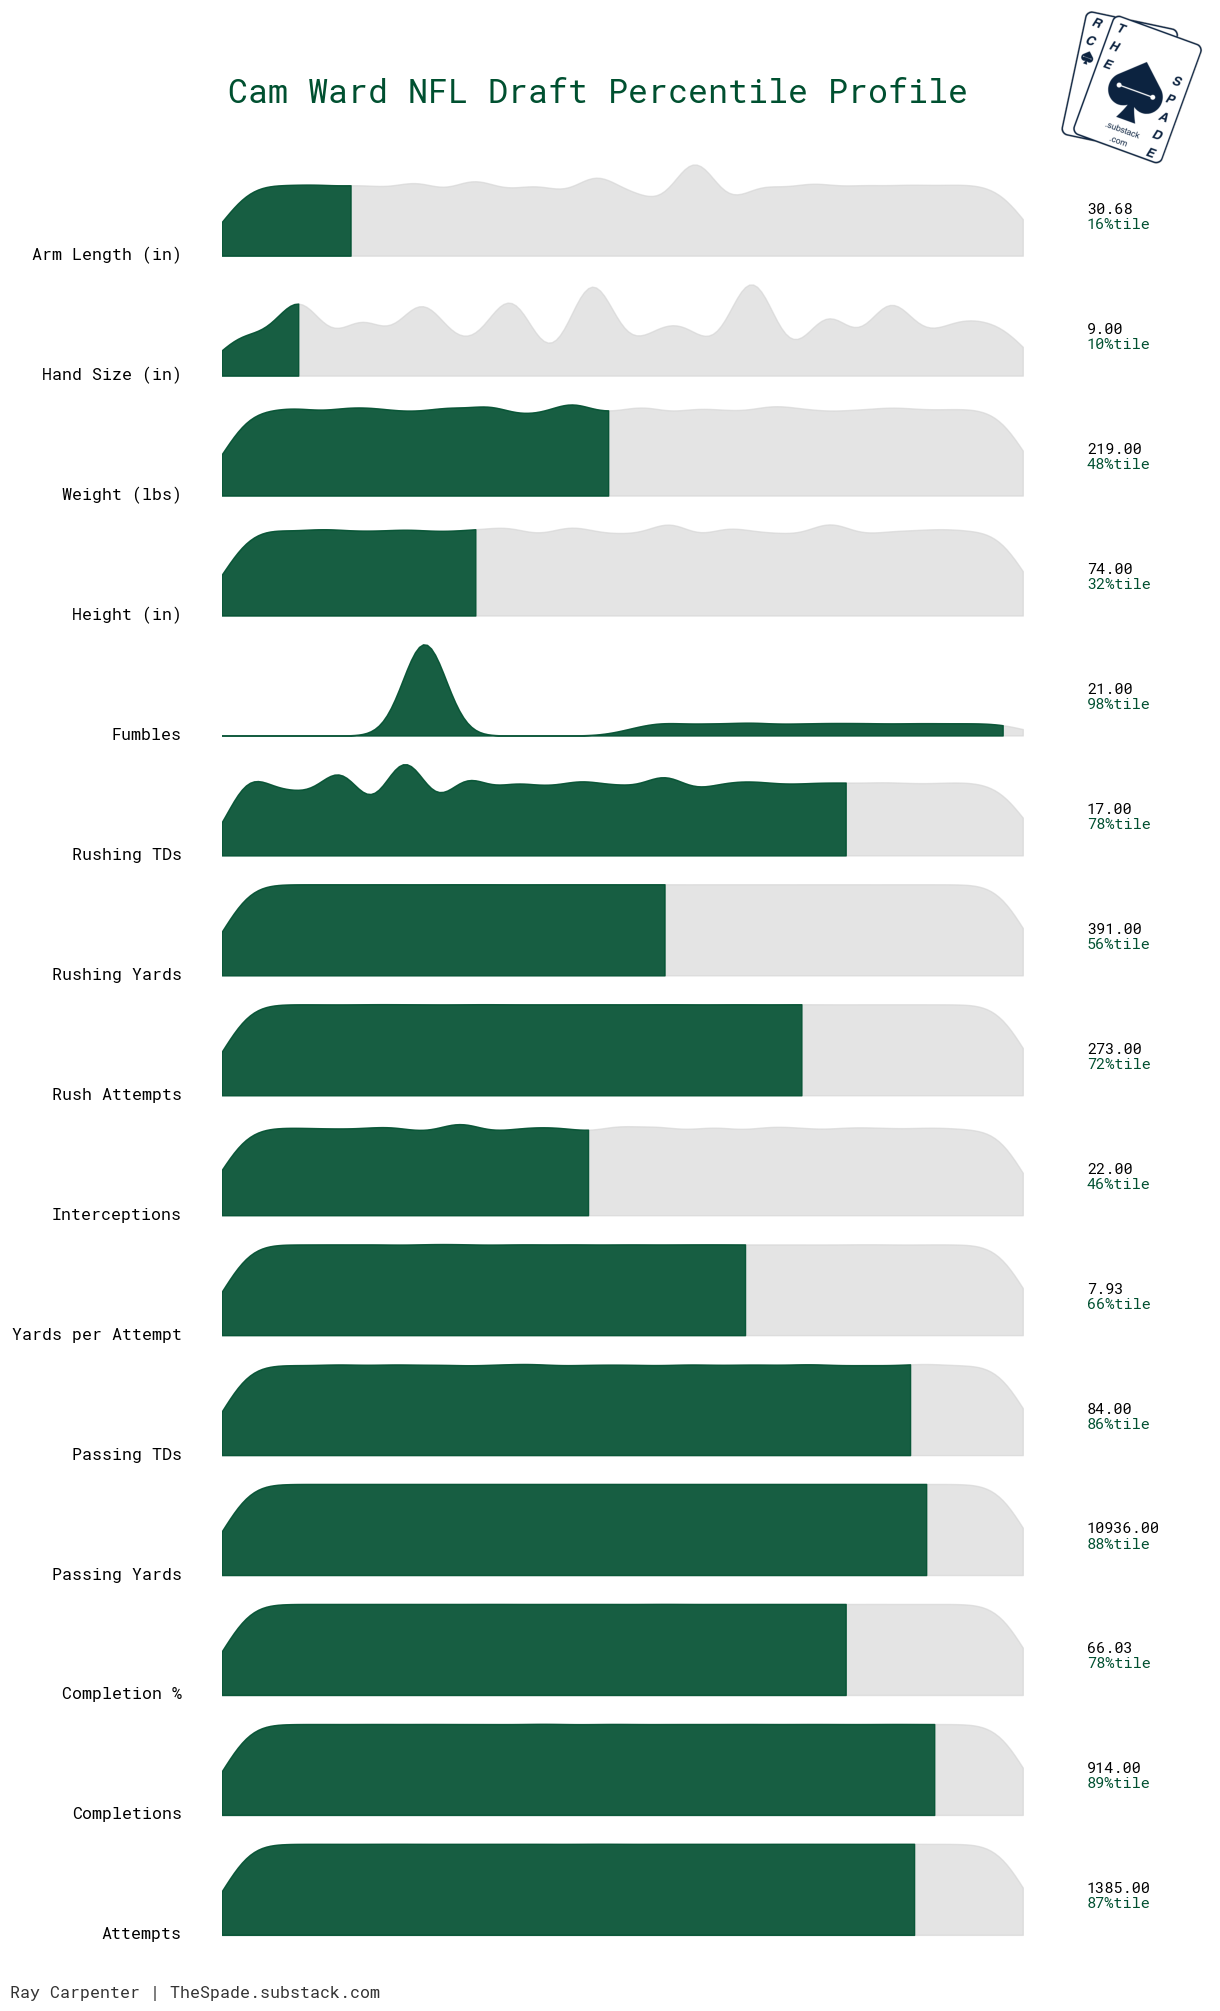 RC
THE
SPADE
.substack
.com
Cam Ward NFL Draft Percentile Profile
Arm Length (in)
30.68
16%tile
Hand Size (in)
9.00
10%tile
Weight (lbs)
219.00
48%tile
Height (in)
74.00
32%tile
Fumbles
21.00
98%tile
Rushing TDs
17.00
78%tile
Rushing Yards
391.00
56%tile
Rush Attempts
273.00
72%tile
Interceptions
22.00
46%tile
Yards per Attempt
7.93
66%tile
Passing TDs
84.00
86%tile
Passing Yards
10936.00
88%tile
Completion %
66.03
78%tile
Completions
914.00
89%tile
Attempts
1385.00
87%tile
Ray Carpenter | TheSpade.substack.com